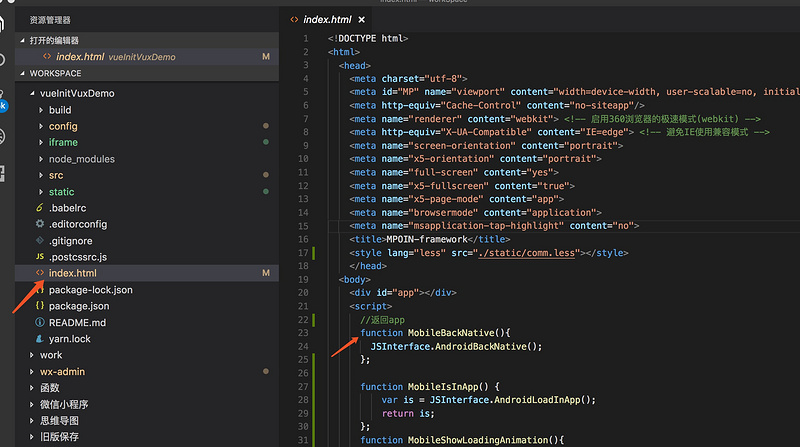 index.html — workSpace
资源管理器
打开的编辑器
<> index.html vueInitVuxDemo M
WORKSPACE
vueInitVuxDemo
build
config
iframe
node_modules
src
static
.babelrc
.editorconfig
.gitignore
JS .postcssrc.js
<> index.html M
{} package-lock.json
{} package.json
README.md
yarn.lock
work
wx-admin
函数
微信小程序
思维导图
旧版保存
<> index.html ×
1 <!DOCTYPE html>
2 <html>
3 <head>
4 <meta charset="utf-8">
5 <meta id="MP" name="viewport" content="width=device-width, user-scalable=no, initial
6 <meta http-equiv="Cache-Control" content="no-siteapp"/>
7 <meta name="renderer" content="webkit"> <!-- 启用360浏览器的极速模式(webkit) -->
8 <meta http-equiv="X-UA-Compatible" content="IE=edge"> <!-- 避免IE使用兼容模式 -->
9 <meta name="screen-orientation" content="portrait">
10 <meta name="x5-orientation" content="portrait">
11 <meta name="full-screen" content="yes">
12 <meta name="x5-fullscreen" content="true">
13 <meta name="x5-page-mode" content="app">
14 <meta name="browsermode" content="application">
15 <meta name="msapplication-tap-highlight" content="no">
16 <title>MPOIN-framework</title>
17 <style lang="less" src="./static/comm.less"></style>
18 </head>
19 <body>
20 <div id="app"></div>
21 <script>
22 //返回app
23 function MobileBackNative(){
24 JSInterface.AndroidBackNative();
25 };
26
27 function MobileIsInApp() {
28 var is = JSInterface.AndroidLoadInApp();
29 return is;
30 };
31 function MobileShowLoadingAnimation(){